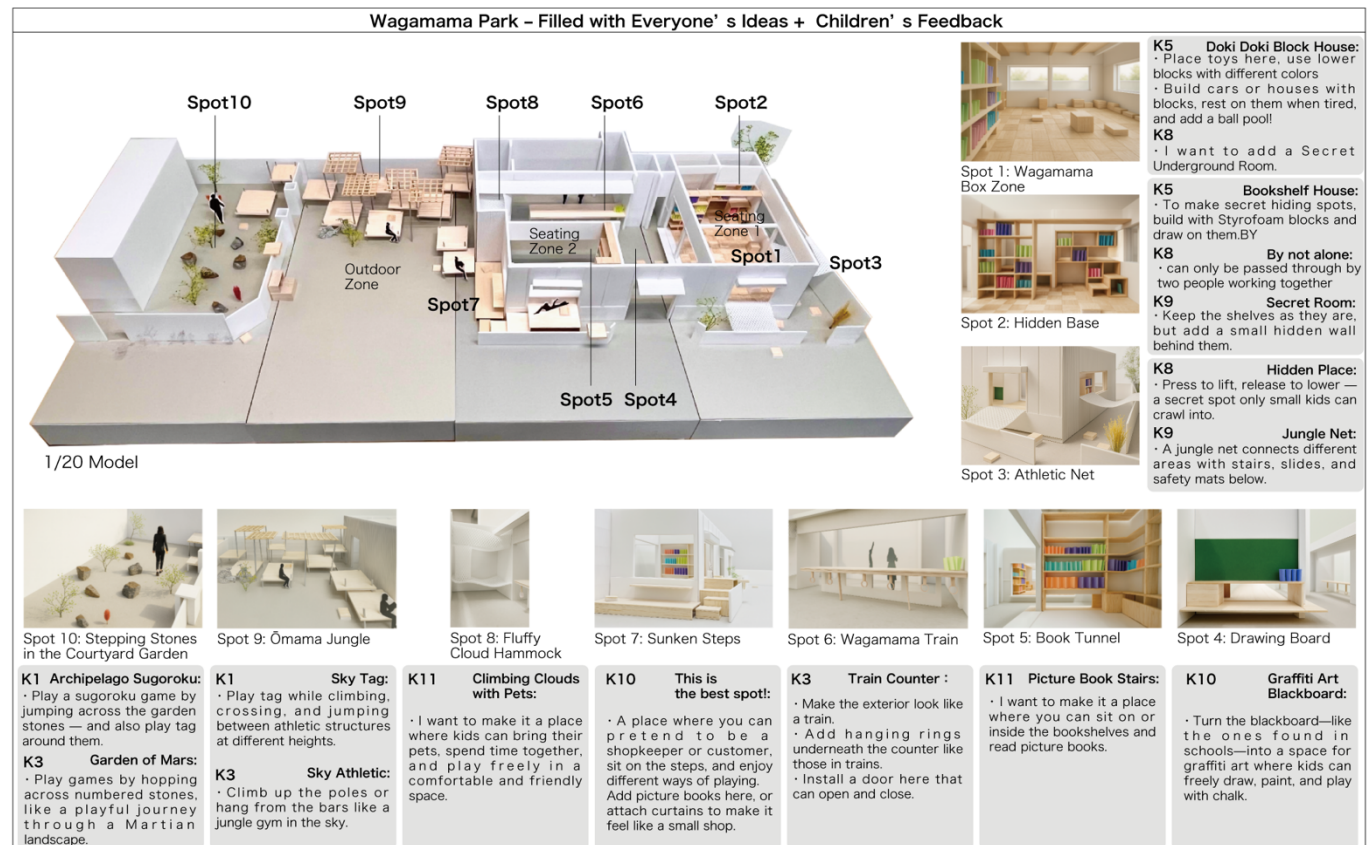 Wagamama Park – Filled with Everyone’s Ideas + Children’s Feedback
Spot10
Spot9
Spot8
Spot6
Spot2
Seating
Zone 1
Seating
Zone 2
Outdoor
Zone
Spot1
Spot3
Spot7
Spot5
Spot4
1/20 Model
Spot 1: Wagamama
Box Zone
K5 Doki Doki Block House:
・Place toys here, use lower
blocks with different colors
・Build cars or houses with
blocks, rest on them when tired,
and add a ball pool!
K8
・I want to add a Secret
Underground Room.
Spot 2: Hidden Base
K5 Bookshelf House:
・To make secret hiding spots,
build with Styrofoam blocks and
draw on them.BY
K8 By not alone:
・can only be passed through by
two people working together
K9 Secret Room:
・Keep the shelves as they are,
but add a small hidden wall
behind them.
Spot 3: Athletic Net
K8 Hidden Place:
・Press to lift, release to lower —
a secret spot only small kids can
crawl into.
K9 Jungle Net:
・A jungle net connects different
areas with stairs, slides, and
safety mats below.
Spot 10: Stepping Stones
in the Courtyard Garden
Spot 9: Ōmama Jungle
Spot 8: Fluffy
Cloud Hammock
Spot 7: Sunken Steps
Spot 6: Wagamama Train
Spot 5: Book Tunnel
Spot 4: Drawing Board
K1 Archipelago Sugoroku:
・Play a sugoroku game by
jumping across the garden
stones — and also play tag
around them.
K3 Garden of Mars:
・Play games by hopping
across numbered stones,
like a playful journey
through a Martian
landscape.
K1 Sky Tag:
・Play tag while climbing,
crossing, and jumping
between athletic structures
at different heights.
K3 Sky Athletic:
・Climb up the poles or
hang from the bars like a
jungle gym in the sky.
K11 Climbing Clouds
with Pets:
・I want to make it a place
where kids can bring their
pets, spend time together,
and play freely in a
comfortable and friendly
space.
K10 This is
the best spot!:
・A place where you can
pretend to be a
shopkeeper or customer,
sit on the steps, and enjoy
different ways of playing.
Add picture books here, or
attach curtains to make it
feel like a small shop.
K3 Train Counter：
・Make the exterior look like
a train.
・Add hanging rings
underneath the counter like
those in trains.
・Install a door here that
can open and close.
K11 Picture Book Stairs:
・I want to make it a place
where you can sit on or
inside the bookshelves and
read picture books.
K10 Graffiti Art
Blackboard:
・Turn the blackboard—like
the ones found in
schools—into a space for
graffiti art where kids can
freely draw, paint, and play
with chalk.